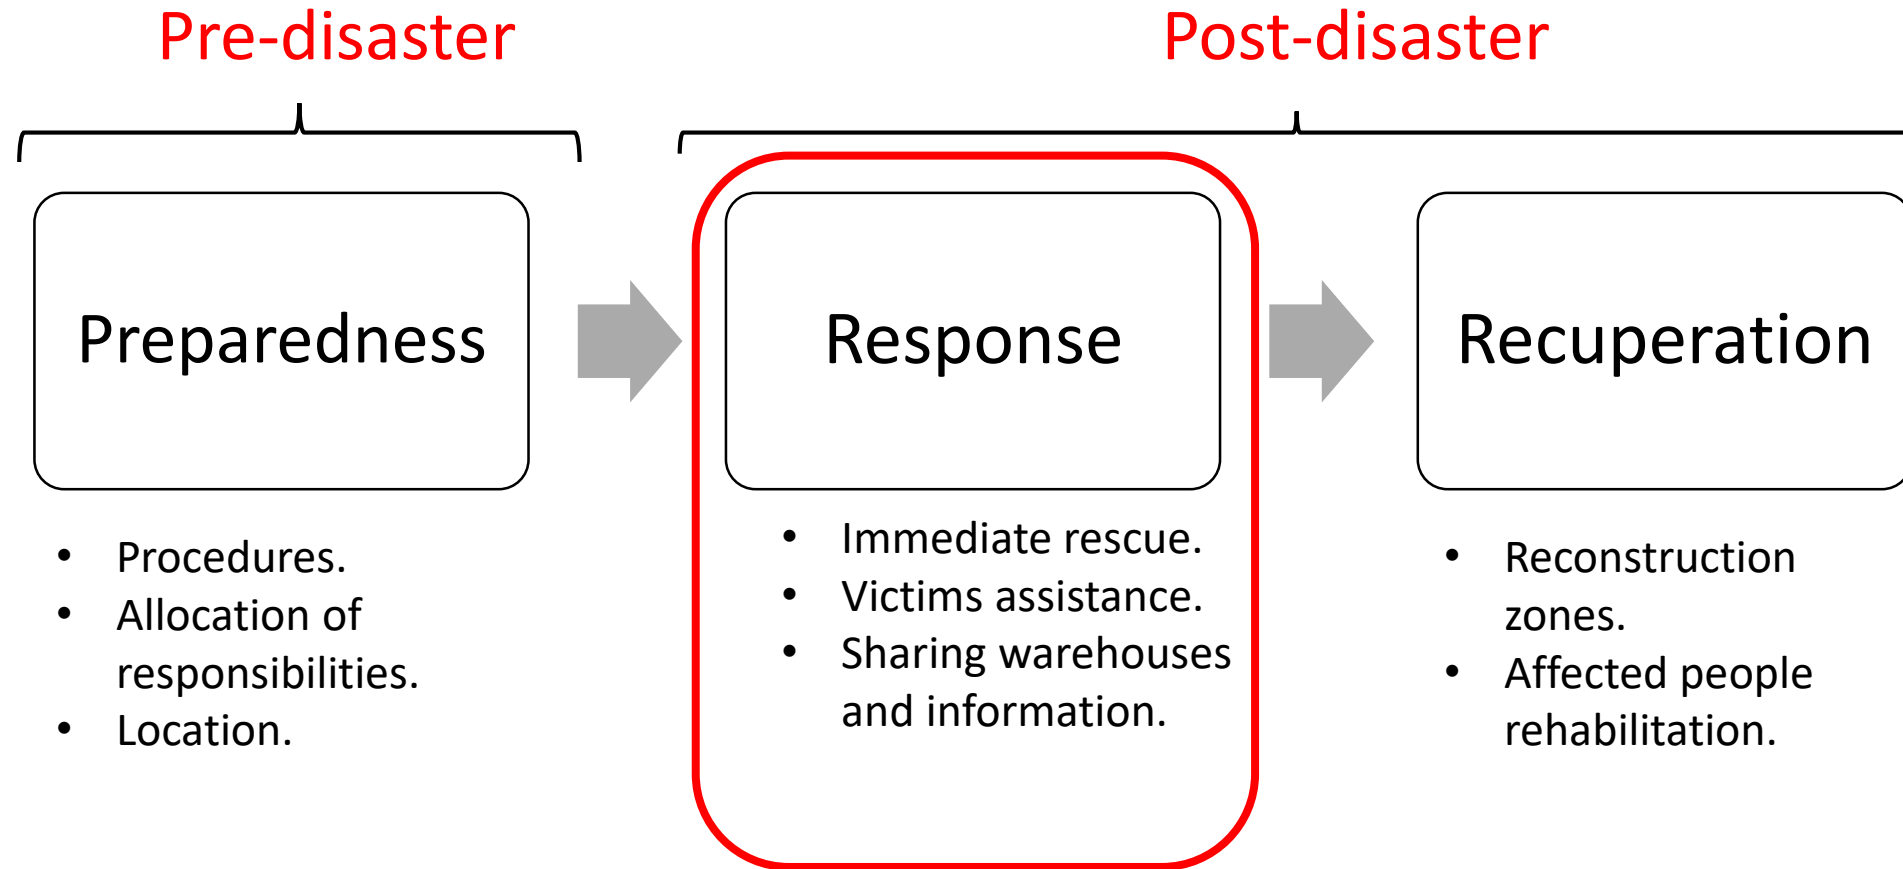 Pre-disaster
Post-disaster
Preparedness
Response
Recuperation
• Procedures.
• Allocation of
responsibilities.
• Location.
• Immediate rescue.
• Victims assistance.
• Sharing warehouses
and information.
• Reconstruction
zones.
• Affected people
rehabilitation.